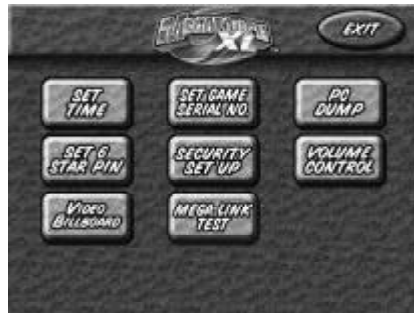 XL
EXIT
SET
TIME
SET GAME
SERIAL NO.
PC
DUMP
SET 6
STAR PIN
SECURITY
SET UP
VOLUME
CONTROL
VIDEO
BILLBOARD
MEGA-LINK
TEST